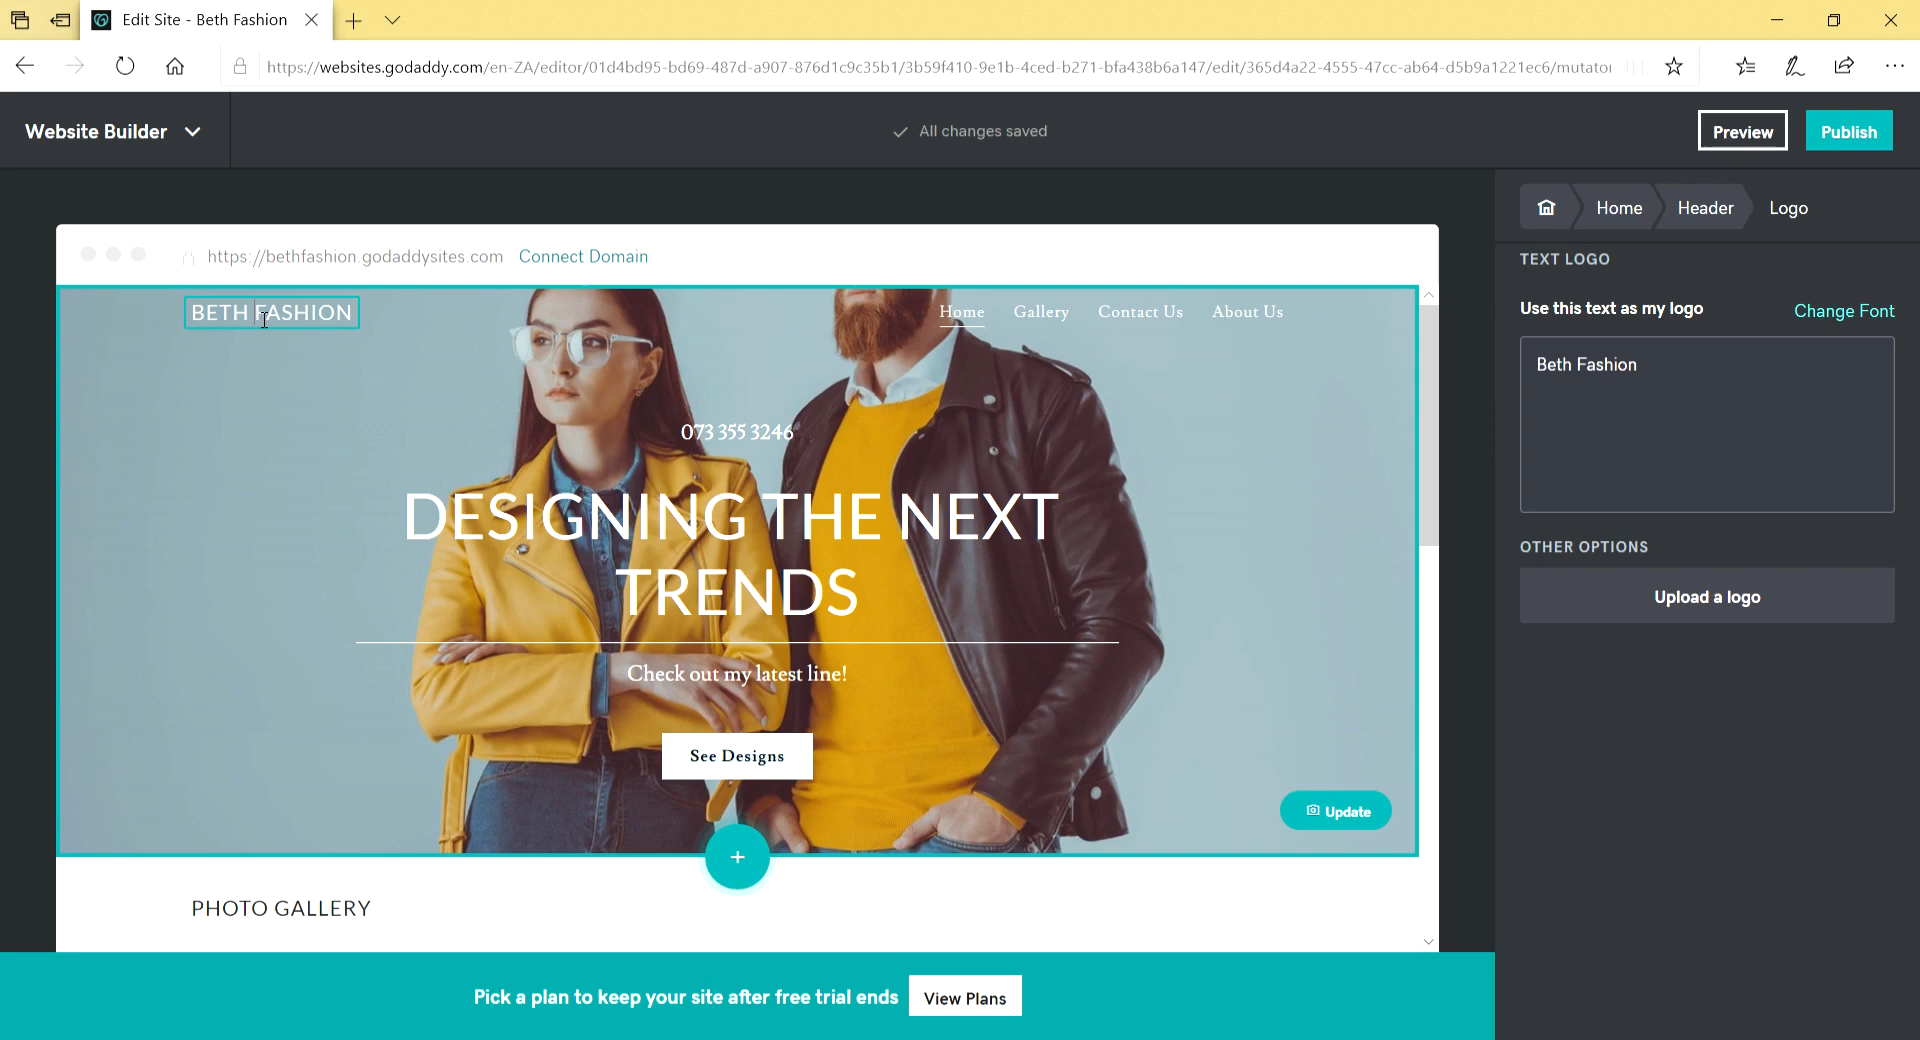 Edit Site - Beth Fashion
https://websites.godaddy.com/en-ZA/editor/01d4bd95-bd69-487d-a907-876d1c9c35b1/3b59f410-9e1b-4ced-b271-bfa438b6a147/edit/365d4a22-4555-47cc-ab64-d5b9a1221ec6/mutator
Website Builder
All changes saved
Preview
Publish
Home
Header
Logo
https://bethfashion.godaddysites.com Connect Domain
BETH FASHION
Home
Gallery
Contact Us
About Us
073 355 3246
DESIGNING THE NEXT
TRENDS
Check out my latest line!
See Designs
Update
+
PHOTO GALLERY
Pick a plan to keep your site after free trial ends
View Plans
TEXT LOGO
Use this text as my logo
Change Font
Beth Fashion
OTHER OPTIONS
Upload a logo